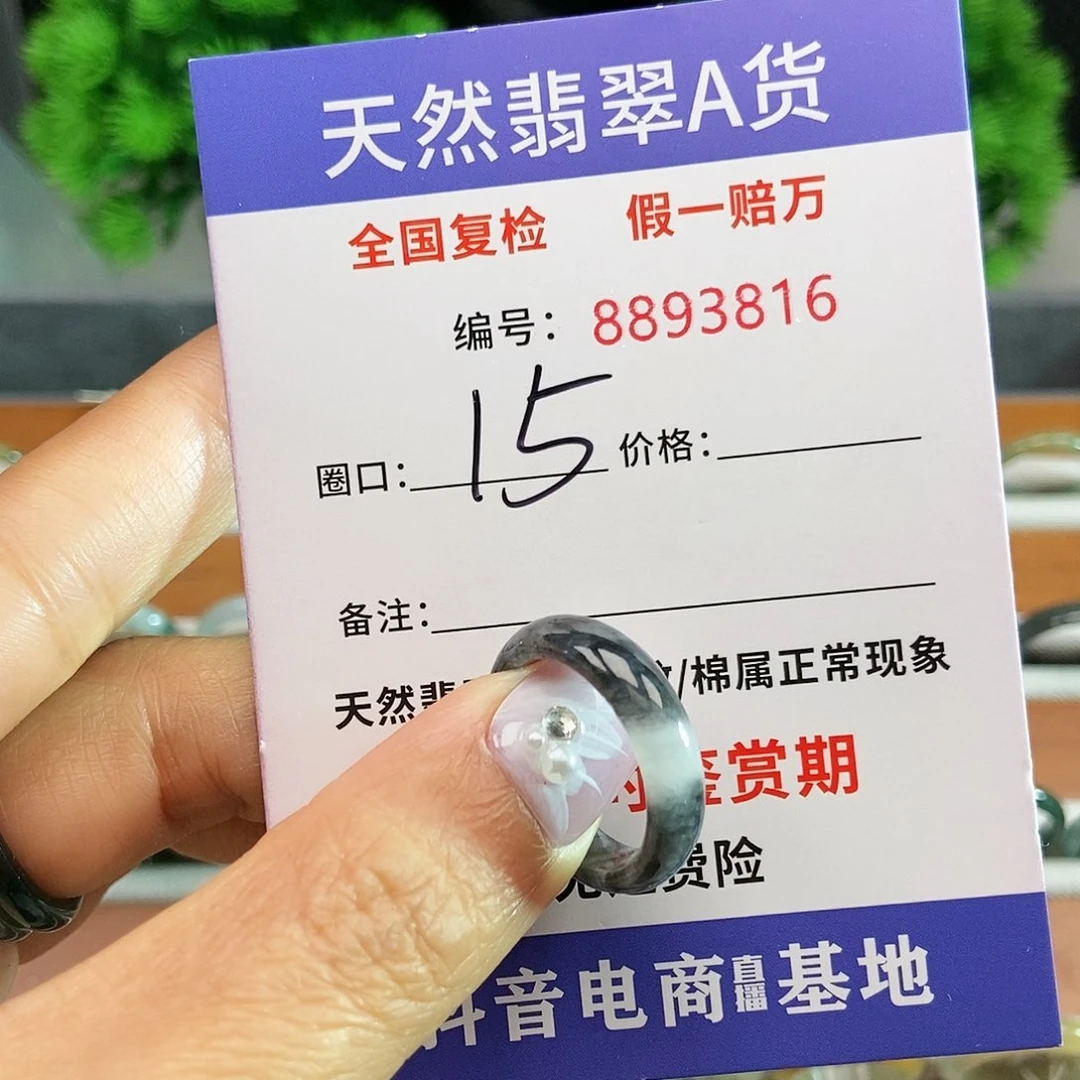 天然翡翠A货
全国复检 假一赔万
编号：8893816
圈口：15 价格：
备注：
天然翡 /棉属正常现象
鉴赏期
费险
抖音电商直播基地